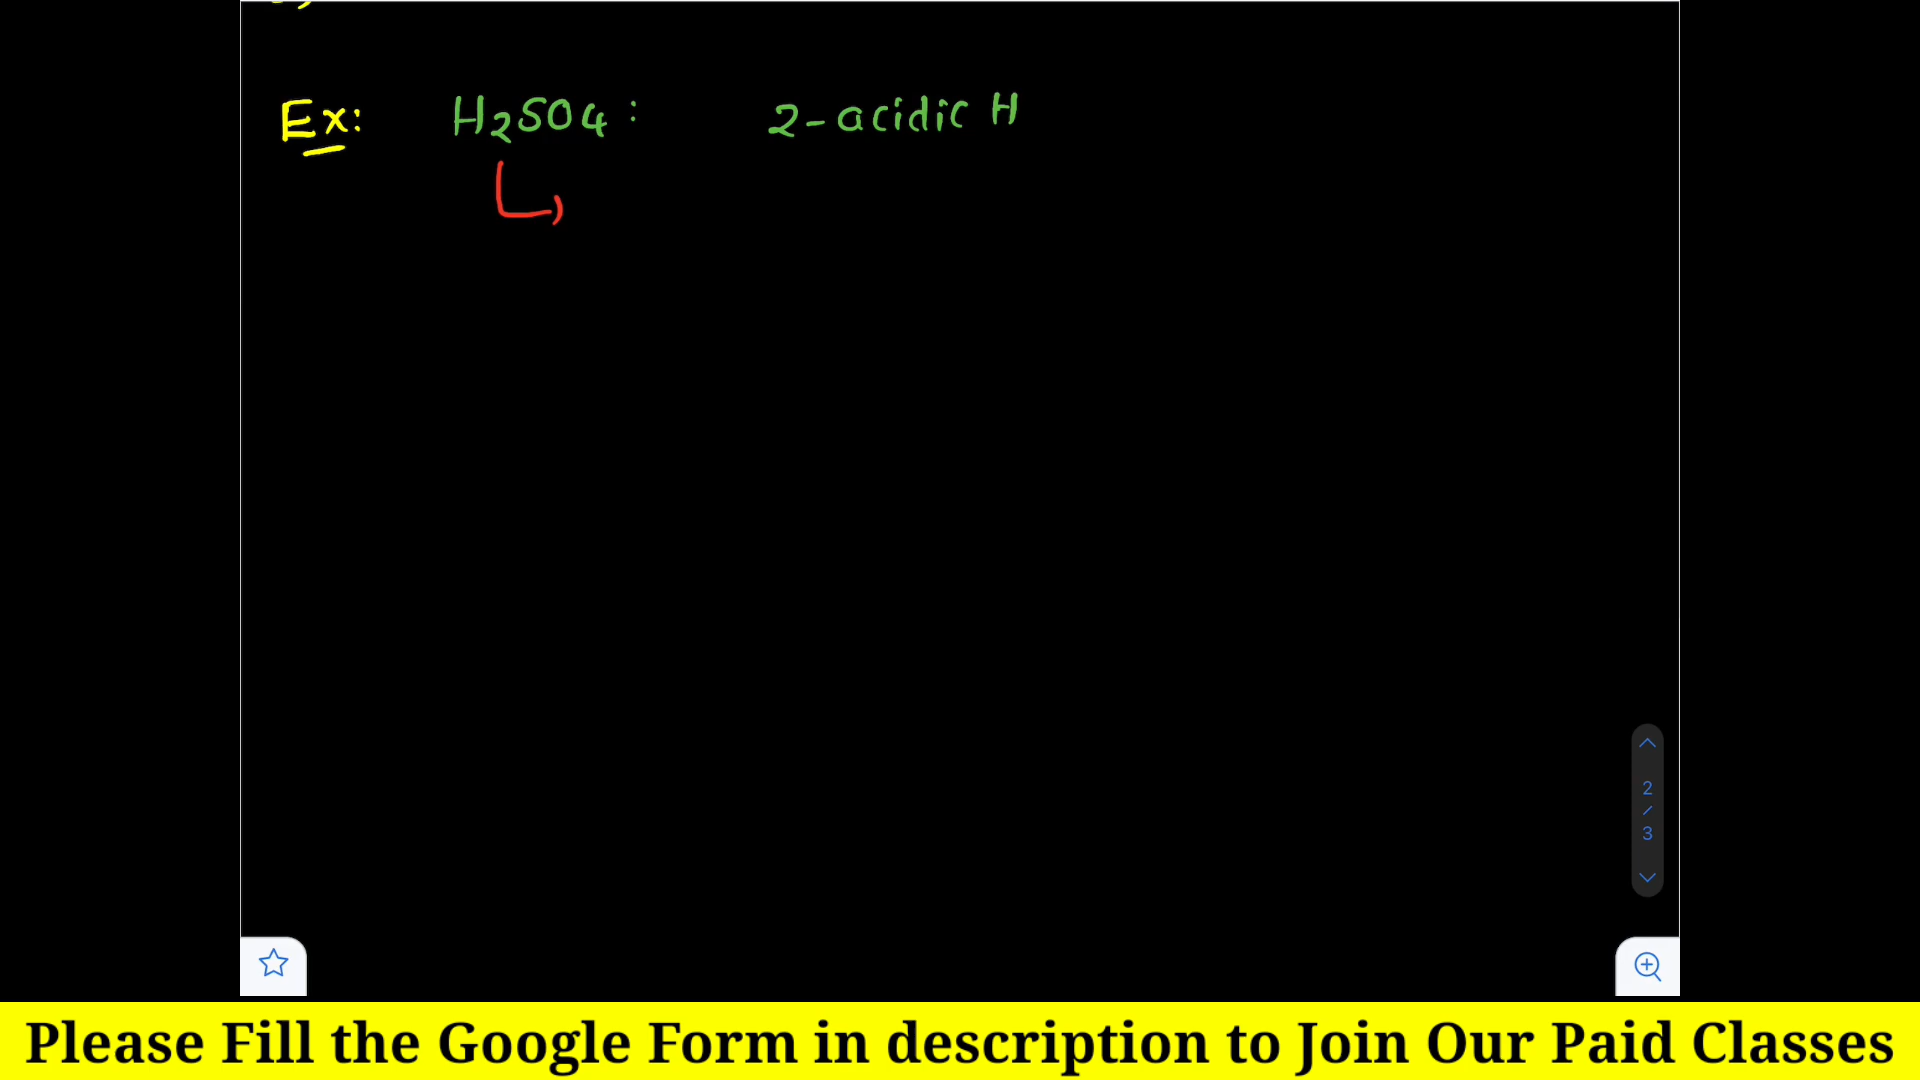 Ex: H2SO4: 2-acidic H
2
/
3
Please Fill the Google Form in description to Join Our Paid Classes